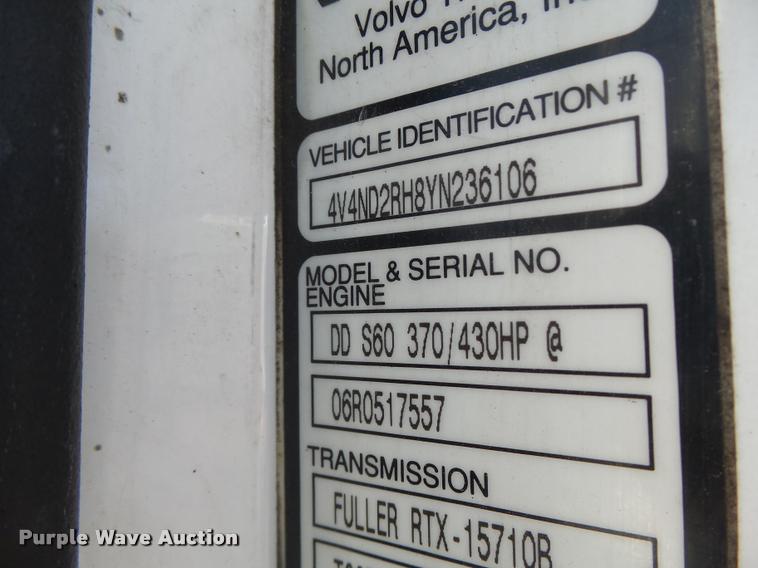 Volvo
North America,
VEHICLE IDENTIFICATION #
4V4ND2RH8YN236106
MODEL & SERIAL NO.
ENGINE
DD S60 370/430HP @
06R0517557
TRANSMISSION
FULLER RTX-15710B
Purple Wave Auction